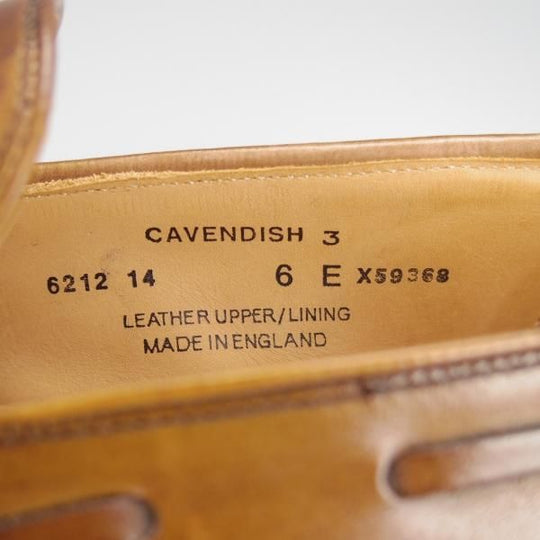 CAVENDISH 3
6212 14 6 E X59368
LEATHER UPPER/LINING
MADE IN ENGLAND